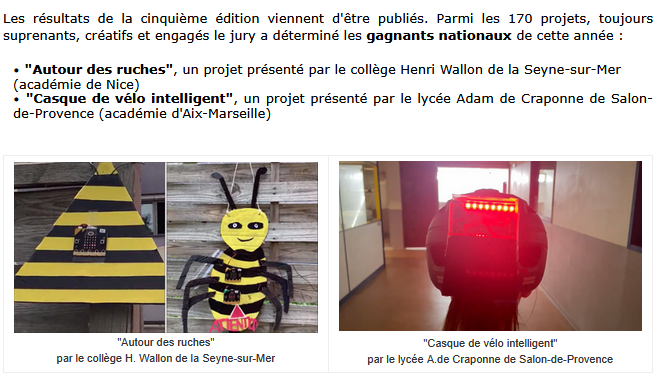 Les résultats de la cinquième édition viennent d'être publiés. Parmi les 170 projets, toujours
suprenants, créatifs et engagés le jury a déterminé les gagnants nationaux de cette année :
• "Autour des ruches", un projet présenté par le collège Henri Wallon de la Seyne-sur-Mer
(académie de Nice)
• "Casque de vélo intelligent", un projet présenté par le lycée Adam de Craponne de Salon-
de-Provence (académie d'Aix-Marseille)
ATTENTION
"Autour des ruches"
par le collège H. Wallon de la Seyne-sur-Mer
"Casque de vélo intelligent"
par le lycée A.de Craponne de Salon-de-Provence